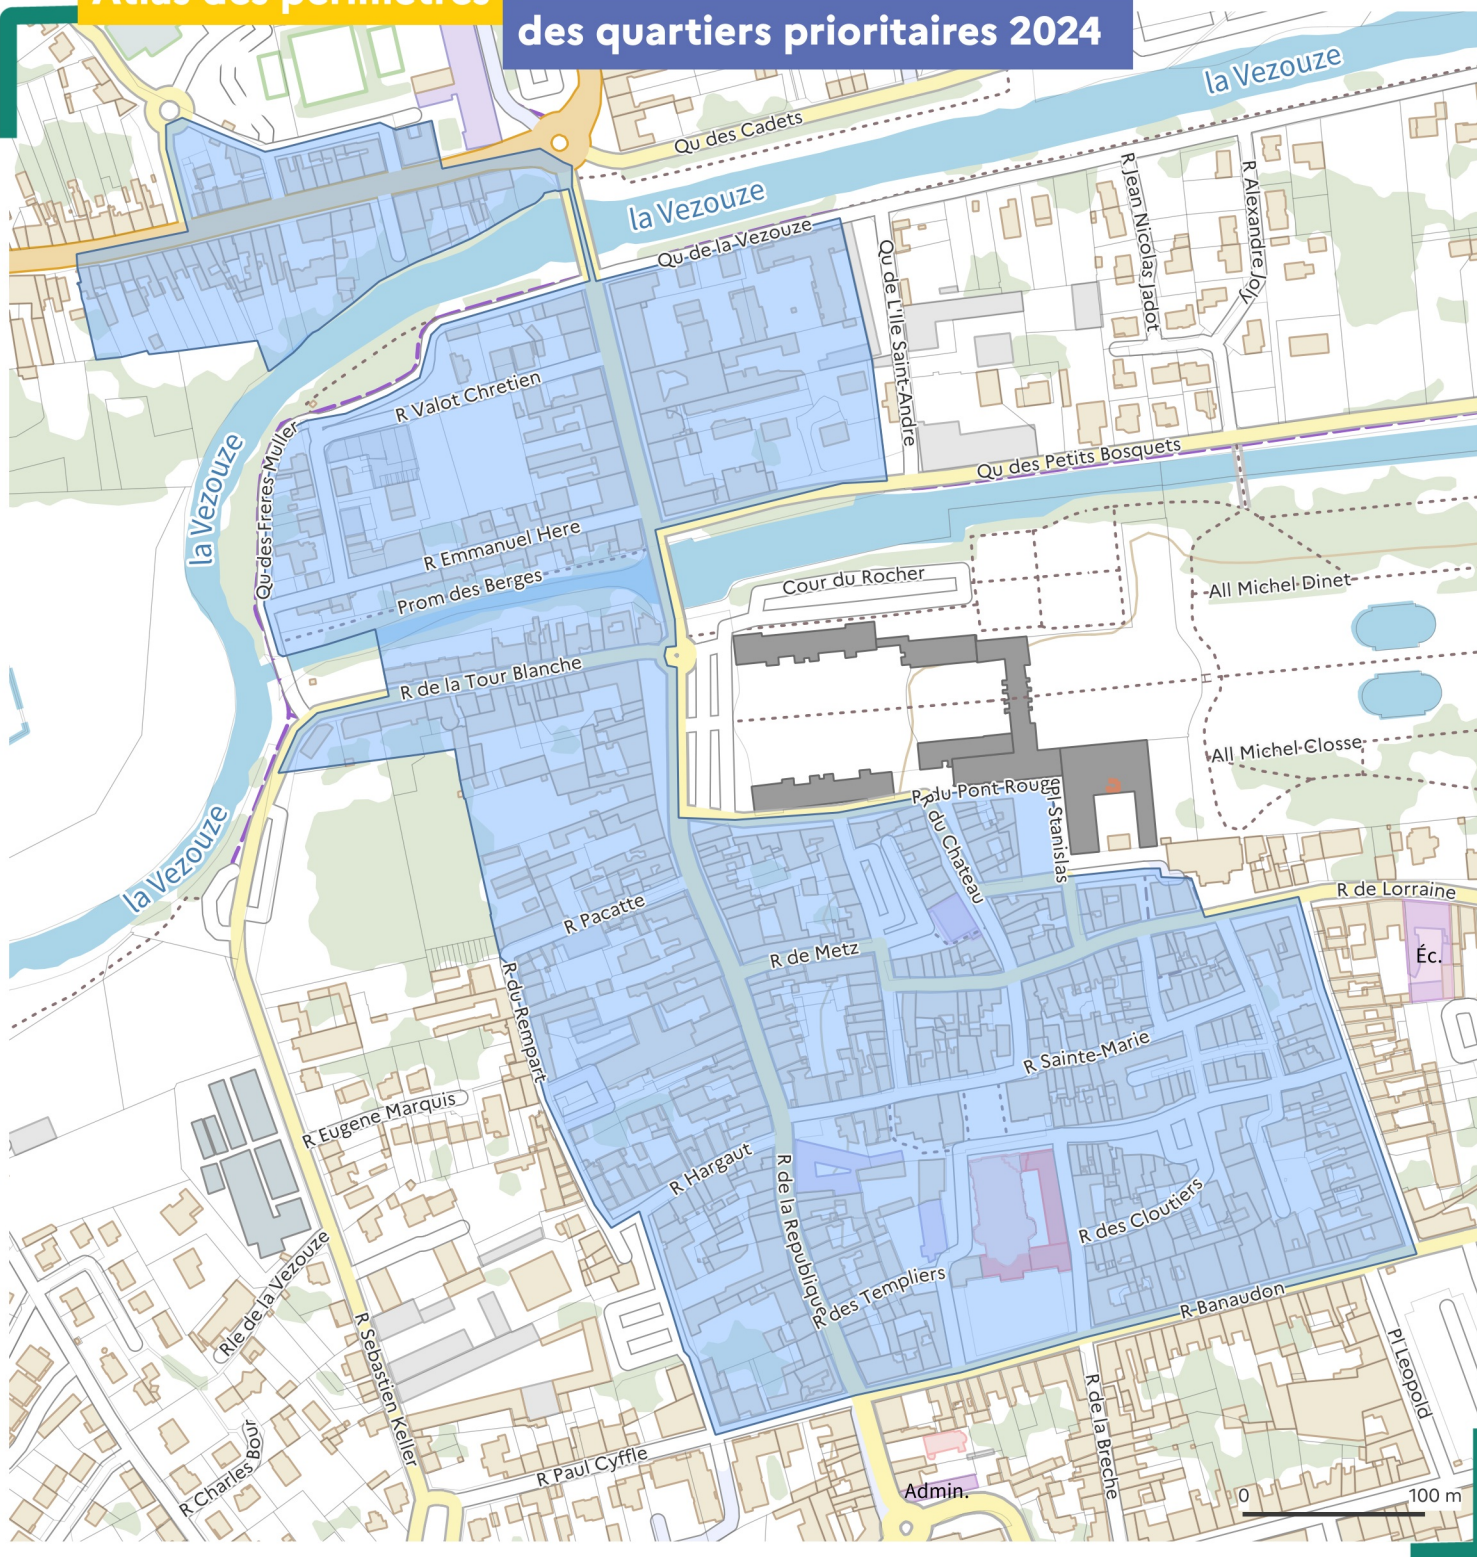 Atlas des périmètres
des quartiers prioritaires 2024
la Vezouze
Qu des Cadets
la Vezouze
Qu de la Vezouze
R Jean Nicolas Jadot
R Alexandre Joly
Qu de L'Ile Saint-Andre
R Valot Chretien
Qu des Freres Muller
la Vezouze
Qu des Petits Bosquets
R Emmanuel Here
Prom des Berges
Cour du Rocher
All Michel Dinet
R de la Tour Blanche
All Michel Closse
R du Pont Rouge
Pl Stanislas
R du Chateau
la Vezouze
R de Lorraine
R Pacatte
R de Metz
Éc.
R du Rempart
R Sainte-Marie
R Eugene Marquis
R Hargaut
R de la Republique
R des Cloutiers
Rle de la Vezouze
R des Templiers
R Banaudon
R Sebastien Keller
Pl Leopold
R de la Breche
R Charles Bour
R Paul Cyffle
Admin.
0 100 m